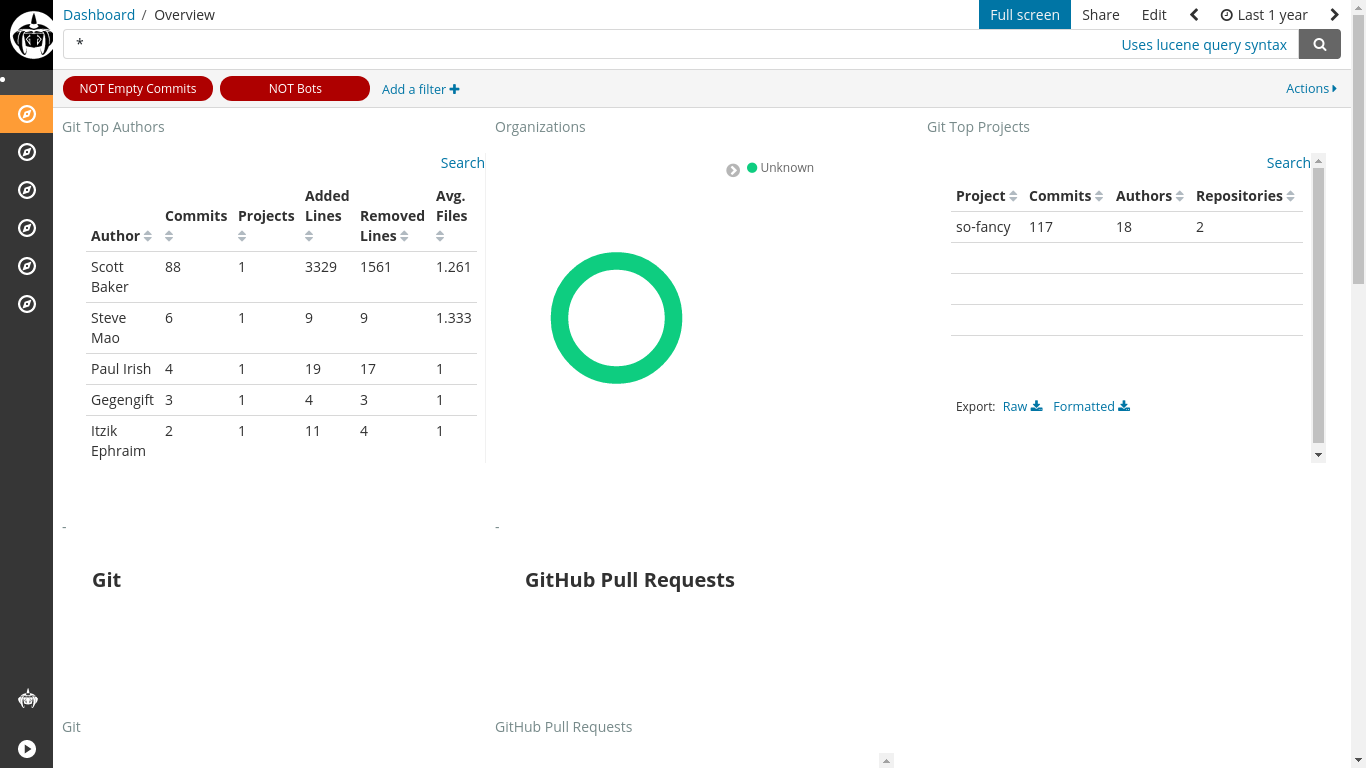 Dashboard / Overview
Full screen Share Edit Last 1 year
*
Uses lucene query syntax
NOT Empty Commits NOT Bots Add a filter
Actions
Git Top Authors
Search
Author Commits Projects Added Lines Removed Lines Avg. Files
Scott Baker 88 1 3329 1561 1.261
Steve Mao 6 1 9 9 1.333
Paul Irish 4 1 19 17 1
Gegengift 3 1 4 3 1
Itzik Ephraim 2 1 11 4 1
Organizations
Unknown
Git Top Projects
Search
Project Commits Authors Repositories
so-fancy 117 18 2
Export: Raw Formatted
-
Git
-
GitHub Pull Requests
Git
GitHub Pull Requests